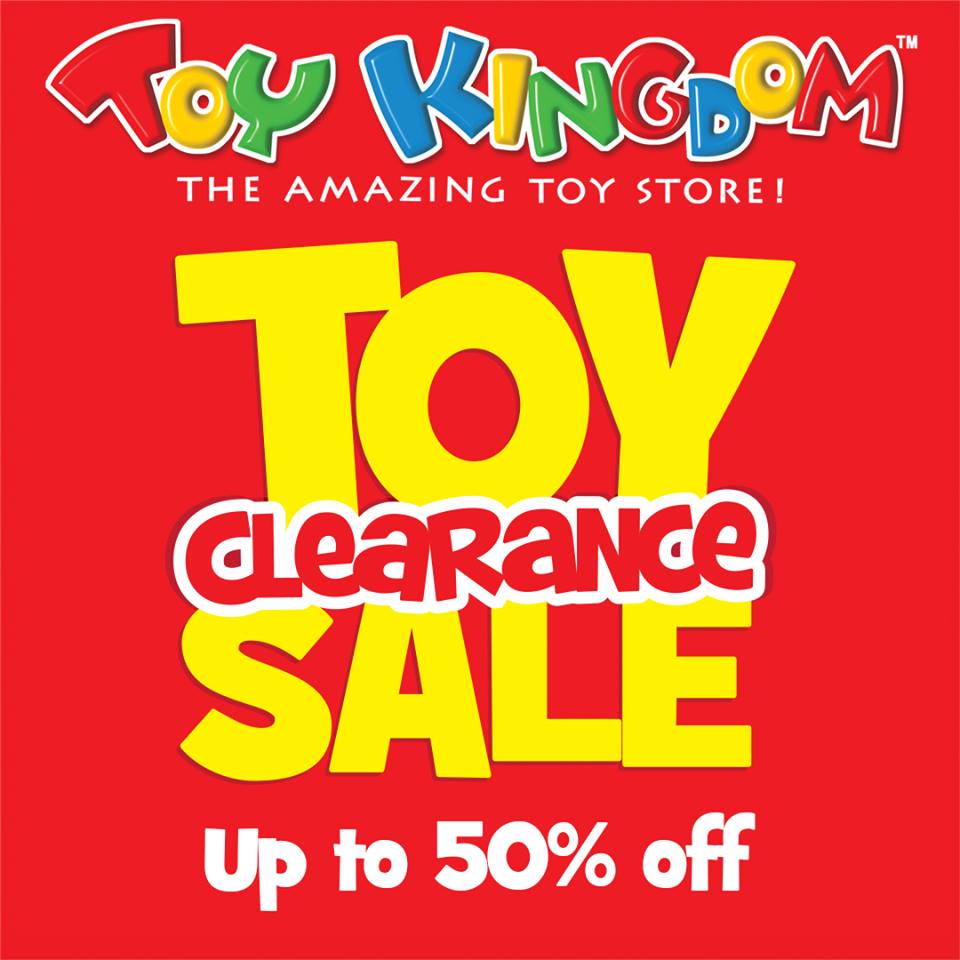 Toy Kingdom™
THE AMAZING TOY STORE!
TOY
CLEARANCE
SALE
Up to 50% off